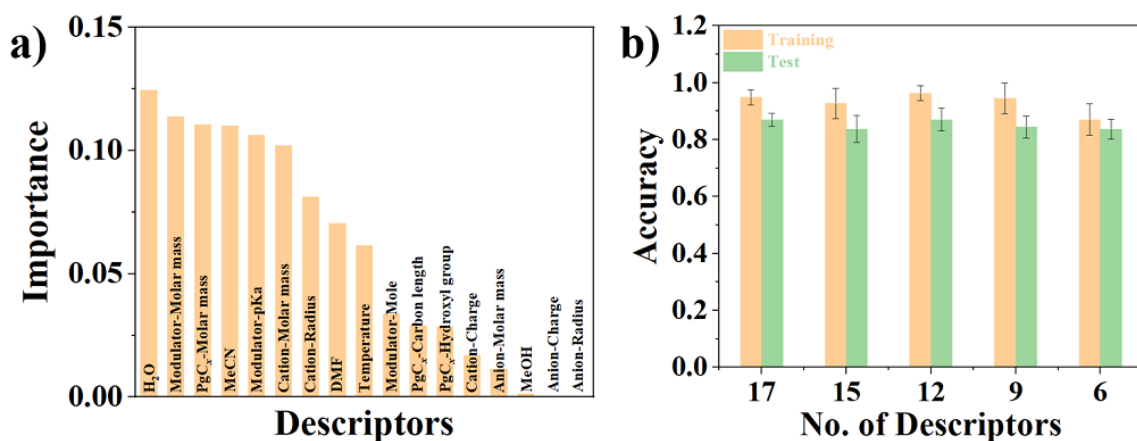 a)
0.15
0.10
0.05
0.00
Importance
H₂O
Modulator-Molar mass
PgCₓ-Molar mass
MeCN
Modulator-pKa
Cation-Molar mass
Cation-Radius
DMF
Temperature
Modulator-Mole
PgCₓ-Carbon length
PgCₓ-Hydroxyl group
Cation-Charge
Anion-Molar mass
MeOH
Anion-Charge
Anion-Radius
Descriptors
b)
1.2
1.0
0.8
0.6
0.4
0.2
0.0
Accuracy
Training
Test
17 15 12 9 6
No. of Descriptors